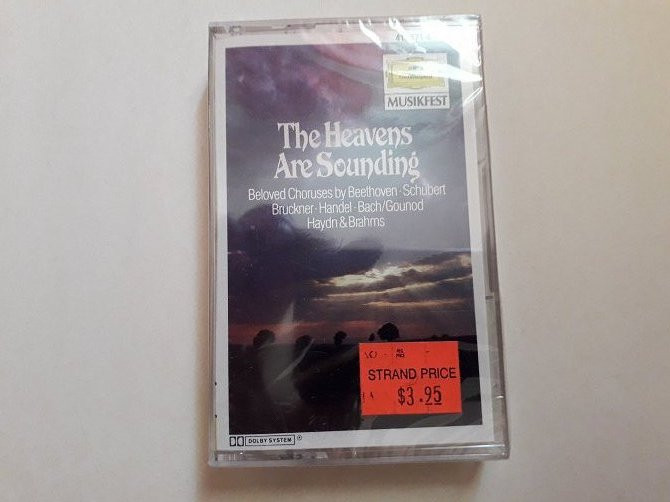 MUSIKFEST
The Heavens
Are Sounding
Beloved Choruses by Beethoven · Schubert
Bruckner · Handel · Bach/Gounod
Haydn & Brahms
STRAND PRICE
$3.95
DOLBY SYSTEM ®